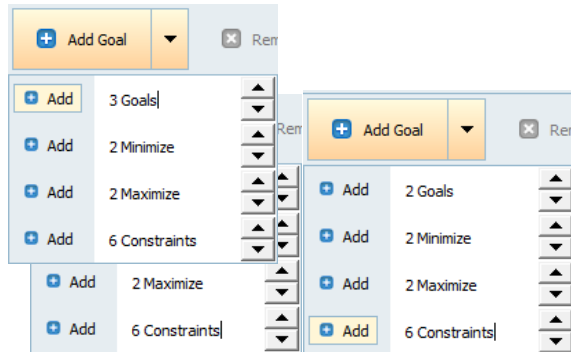 Add Goal
Rem
Add 3 Goals
Add 2 Minimize
Add 2 Maximize
Add 6 Constraints
Rem
Add 2 Maximize
Add 6 Constraints
Add Goal
Re
Add 2 Goals
Add 2 Minimize
Add 2 Maximize
Add 6 Constraints